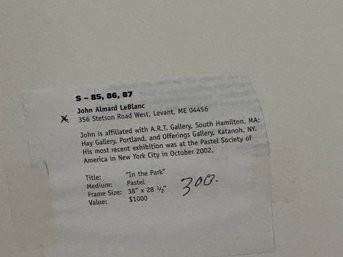 S - 85, 86, 87
John Almard LeBlanc
356 Stetson Road West, Levant, ME 04456
John is affiliated with A.R.T. Gallery, South Hamilton, MA;
Hay Gallery, Portland, and Offerings Gallery, Katonah, NY.
His most recent exhibition was at the Pastel Society of
America in New York City in October 2002.
Title: "In the Park"
Medium: Pastel
Frame Size: 38" x 28 ½"
Value: $1000
300.